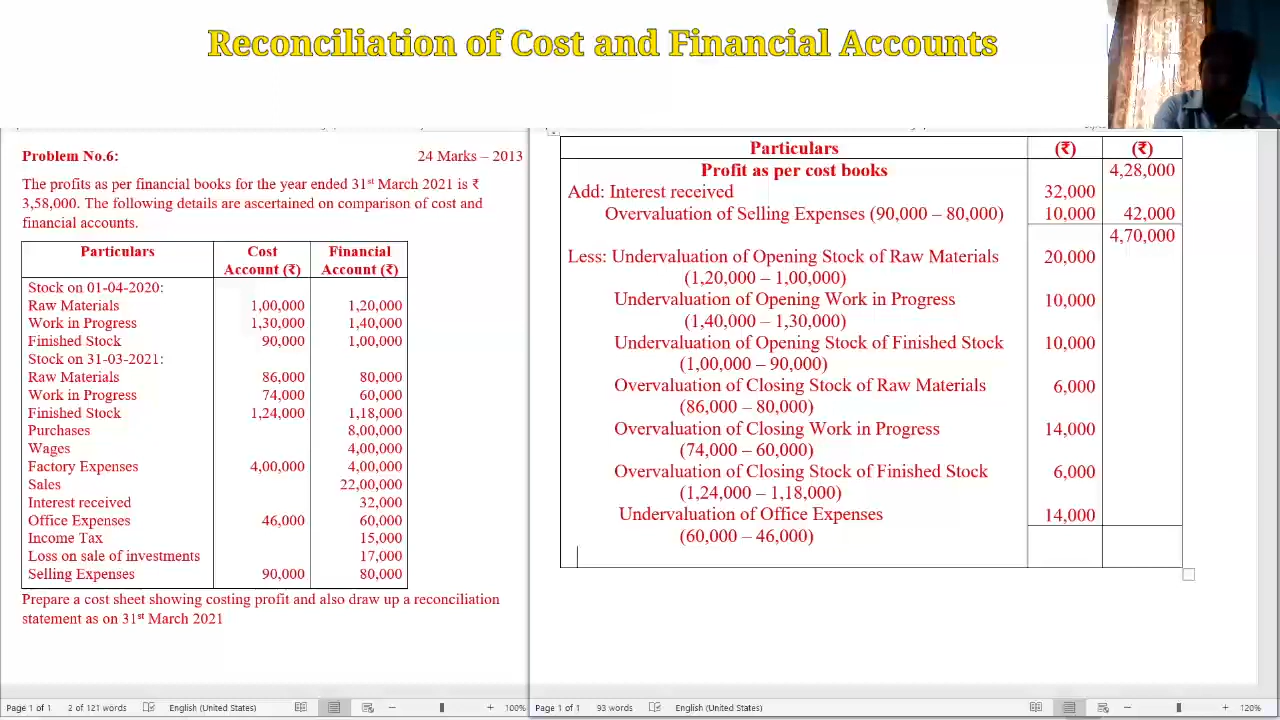 Reconciliation of Cost and Financial Accounts
Problem No.6: 24 Marks – 2013
The profits as per financial books for the year ended 31st March 2021 is ₹
3,58,000. The following details are ascertained on comparison of cost and
financial accounts.
Particulars Cost Financial
Account (₹) Account (₹)
Stock on 01-04-2020:
Raw Materials 1,00,000 1,20,000
Work in Progress 1,30,000 1,40,000
Finished Stock 90,000 1,00,000
Stock on 31-03-2021:
Raw Materials 86,000 80,000
Work in Progress 74,000 60,000
Finished Stock 1,24,000 1,18,000
Purchases 8,00,000
Wages 4,00,000
Factory Expenses 4,00,000 4,00,000
Sales 22,00,000
Interest received 32,000
Office Expenses 46,000 60,000
Income Tax 15,000
Loss on sale of investments 17,000
Selling Expenses 90,000 80,000
Prepare a cost sheet showing costing profit and also draw up a reconciliation
statement as on 31st March 2021
Page 1 of 1 2 of 121 words English (United States) 100%
Particulars (₹) (₹)
Profit as per cost books 4,28,000
Add: Interest received 32,000
Overvaluation of Selling Expenses (90,000 – 80,000) 10,000 42,000
4,70,000
Less: Undervaluation of Opening Stock of Raw Materials 20,000
(1,20,000 – 1,00,000)
Undervaluation of Opening Work in Progress 10,000
(1,40,000 – 1,30,000)
Undervaluation of Opening Stock of Finished Stock 10,000
(1,00,000 – 90,000)
Overvaluation of Closing Stock of Raw Materials 6,000
(86,000 – 80,000)
Overvaluation of Closing Work in Progress 14,000
(74,000 – 60,000)
Overvaluation of Closing Stock of Finished Stock 6,000
(1,24,000 – 1,18,000)
Undervaluation of Office Expenses 14,000
(60,000 – 46,000)
Page 1 of 1 93 words English (United States) 120%